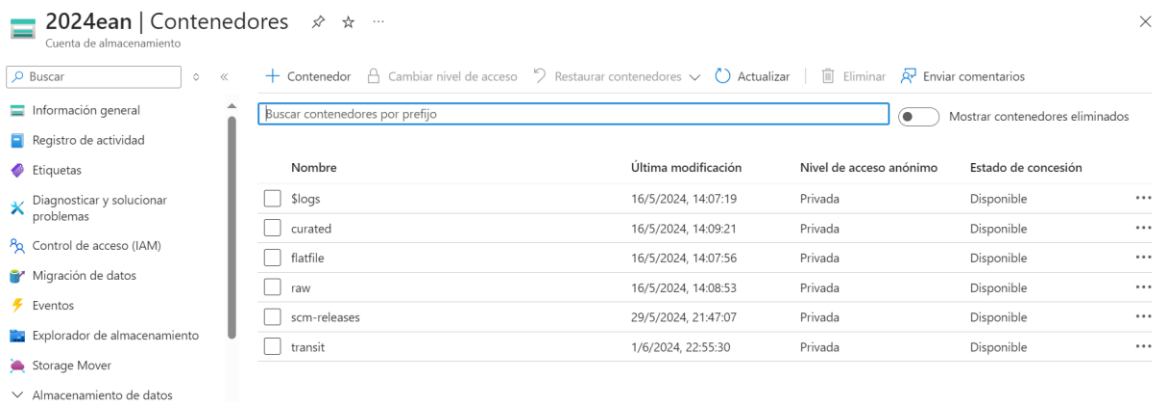 2024ean | Contenedores
Cuenta de almacenamiento
Buscar
Contenedor Cambiar nivel de acceso Restaurar contenedores Actualizar Eliminar Enviar comentarios
Información general
Registro de actividad
Etiquetas
Diagnosticar y solucionar
problemas
Control de acceso (IAM)
Migración de datos
Eventos
Explorador de almacenamiento
Storage Mover
Almacenamiento de datos
Buscar contenedores por prefijo
Mostrar contenedores eliminados
Nombre Última modificación Nivel de acceso anónimo Estado de concesión
$logs 16/5/2024, 14:07:19 Privada Disponible
curated 16/5/2024, 14:09:21 Privada Disponible
flatfile 16/5/2024, 14:07:56 Privada Disponible
raw 16/5/2024, 14:08:53 Privada Disponible
scm-releases 29/5/2024, 21:47:07 Privada Disponible
transit 1/6/2024, 22:55:30 Privada Disponible